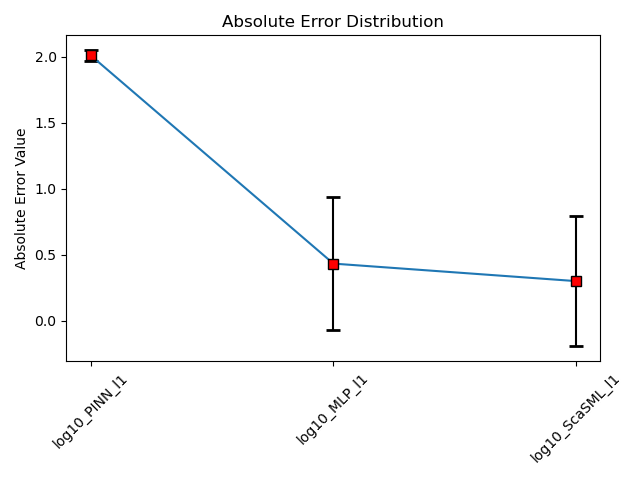 Absolute Error Distribution
Absolute Error Value
2.0
1.5
1.0
0.5
0.0
log10_PINN_l1
log10_MLP_l1
log10_ScaSML_l1